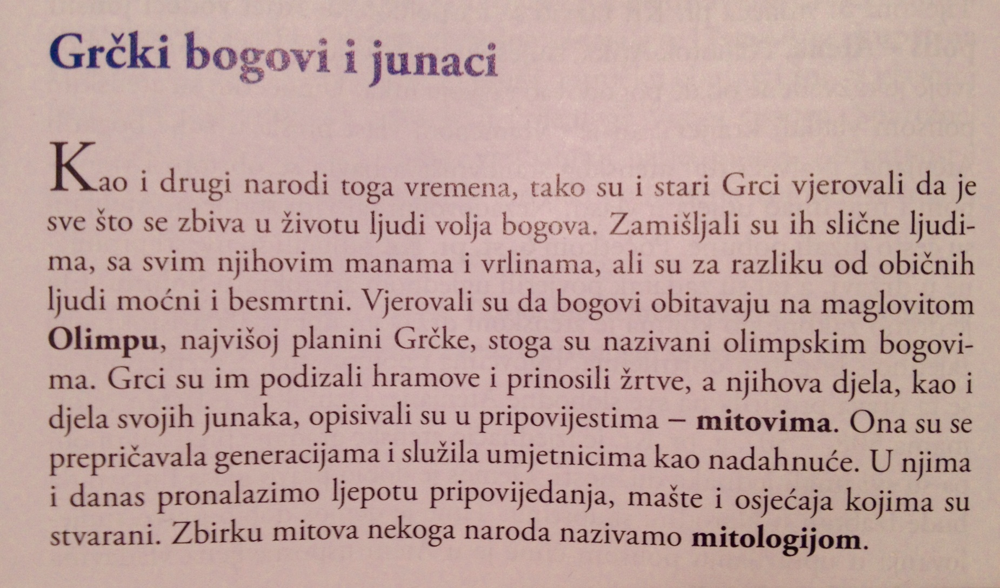 Grčki bogovi i junaci
Kao i drugi narodi toga vremena, tako su i stari Grci vjerovali da je
sve što se zbiva u životu ljudi volja bogova. Zamišljali su ih slične ljudi-
ma, sa svim njihovim manama i vrlinama, ali su za razliku od običnih
ljudi moćni i besmrtni. Vjerovali su da bogovi obitavaju na maglovitom
Olimpu, najvišoj planini Grčke, stoga su nazivani olimpskim bogovi-
ma. Grci su im podizali hramove i prinosili žrtve, a njihova djela, kao i
djela svojih junaka, opisivali su u pripovijestima – mitovima. Ona su se
prepričavala generacijama i služila umjetnicima kao nadahnuće. U njima
i danas pronalazimo ljepotu pripovijedanja, mašte i osjećaja kojima su
stvarani. Zbirku mitova nekoga naroda nazivamo mitologijom.